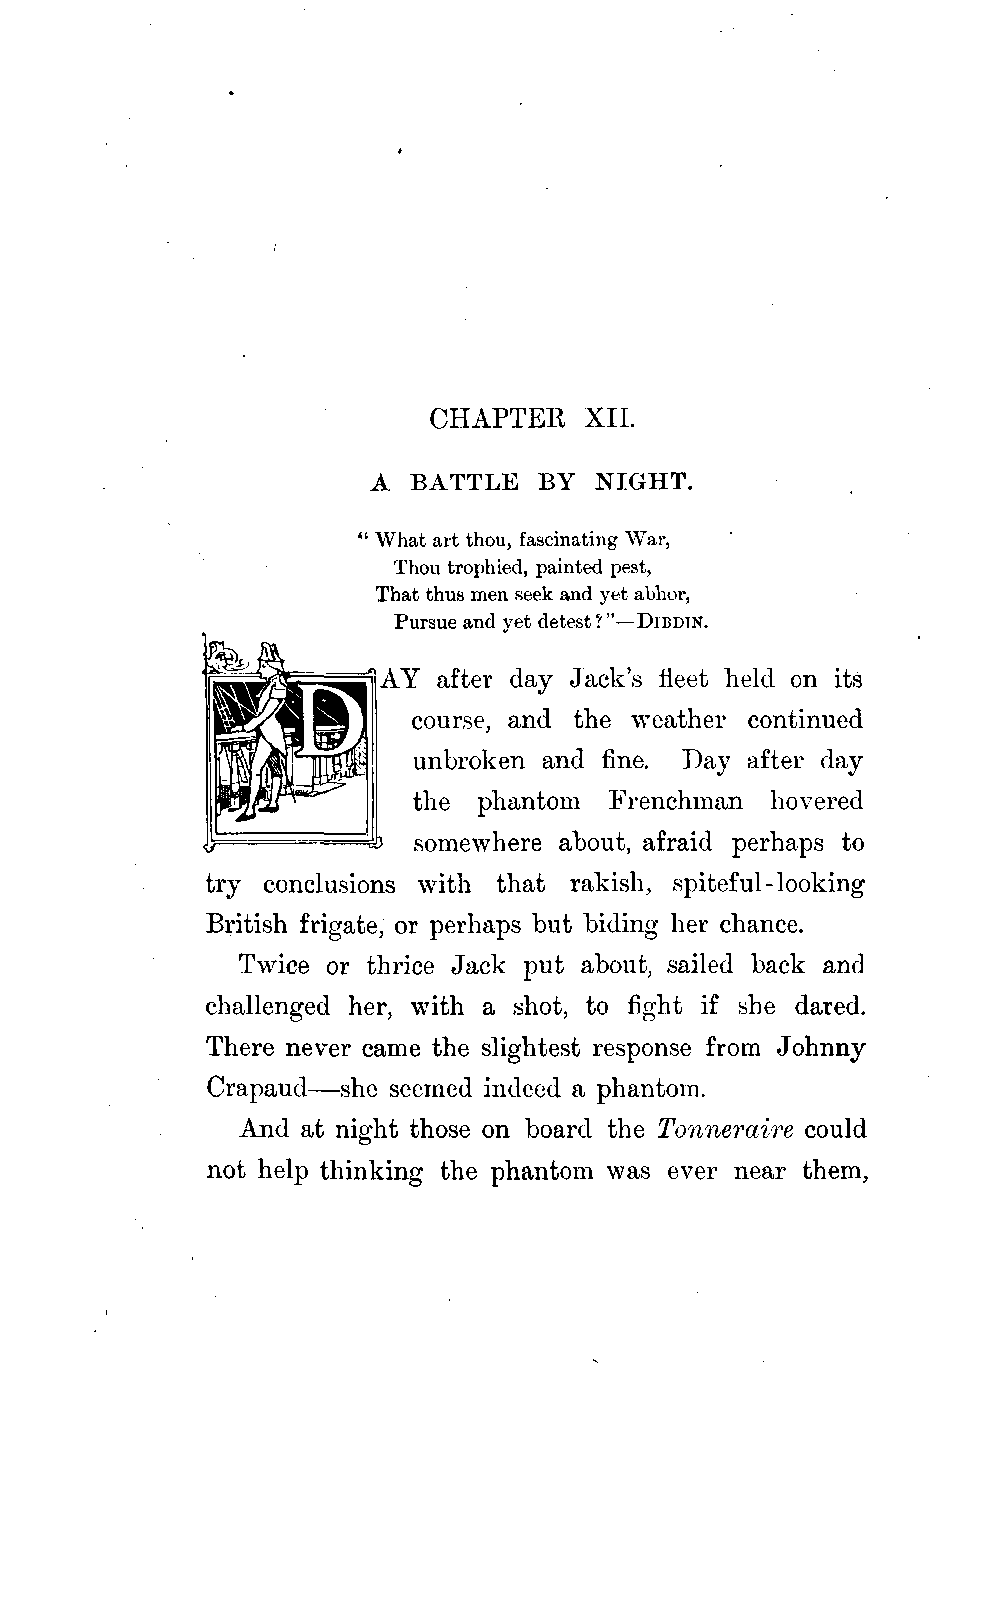 CHAPTER XII.
A BATTLE BY NIGHT.
“ What art thou, fascinating War,
Thou trophied, painted pest,
That thus men seek and yet abhor,
Pursue and yet detest?”—DIBDIN.
DAY after day Jack’s fleet held on its
course, and the weather continued
unbroken and fine. Day after day
the phantom Frenchman hovered
somewhere about, afraid perhaps to
try conclusions with that rakish, spiteful-looking
British frigate, or perhaps but biding her chance.
Twice or thrice Jack put about, sailed back and
challenged her, with a shot, to fight if she dared.
There never came the slightest response from Johnny
Crapaud—she seemed indeed a phantom.
And at night those on board the Tonneraire could
not help thinking the phantom was ever near them,